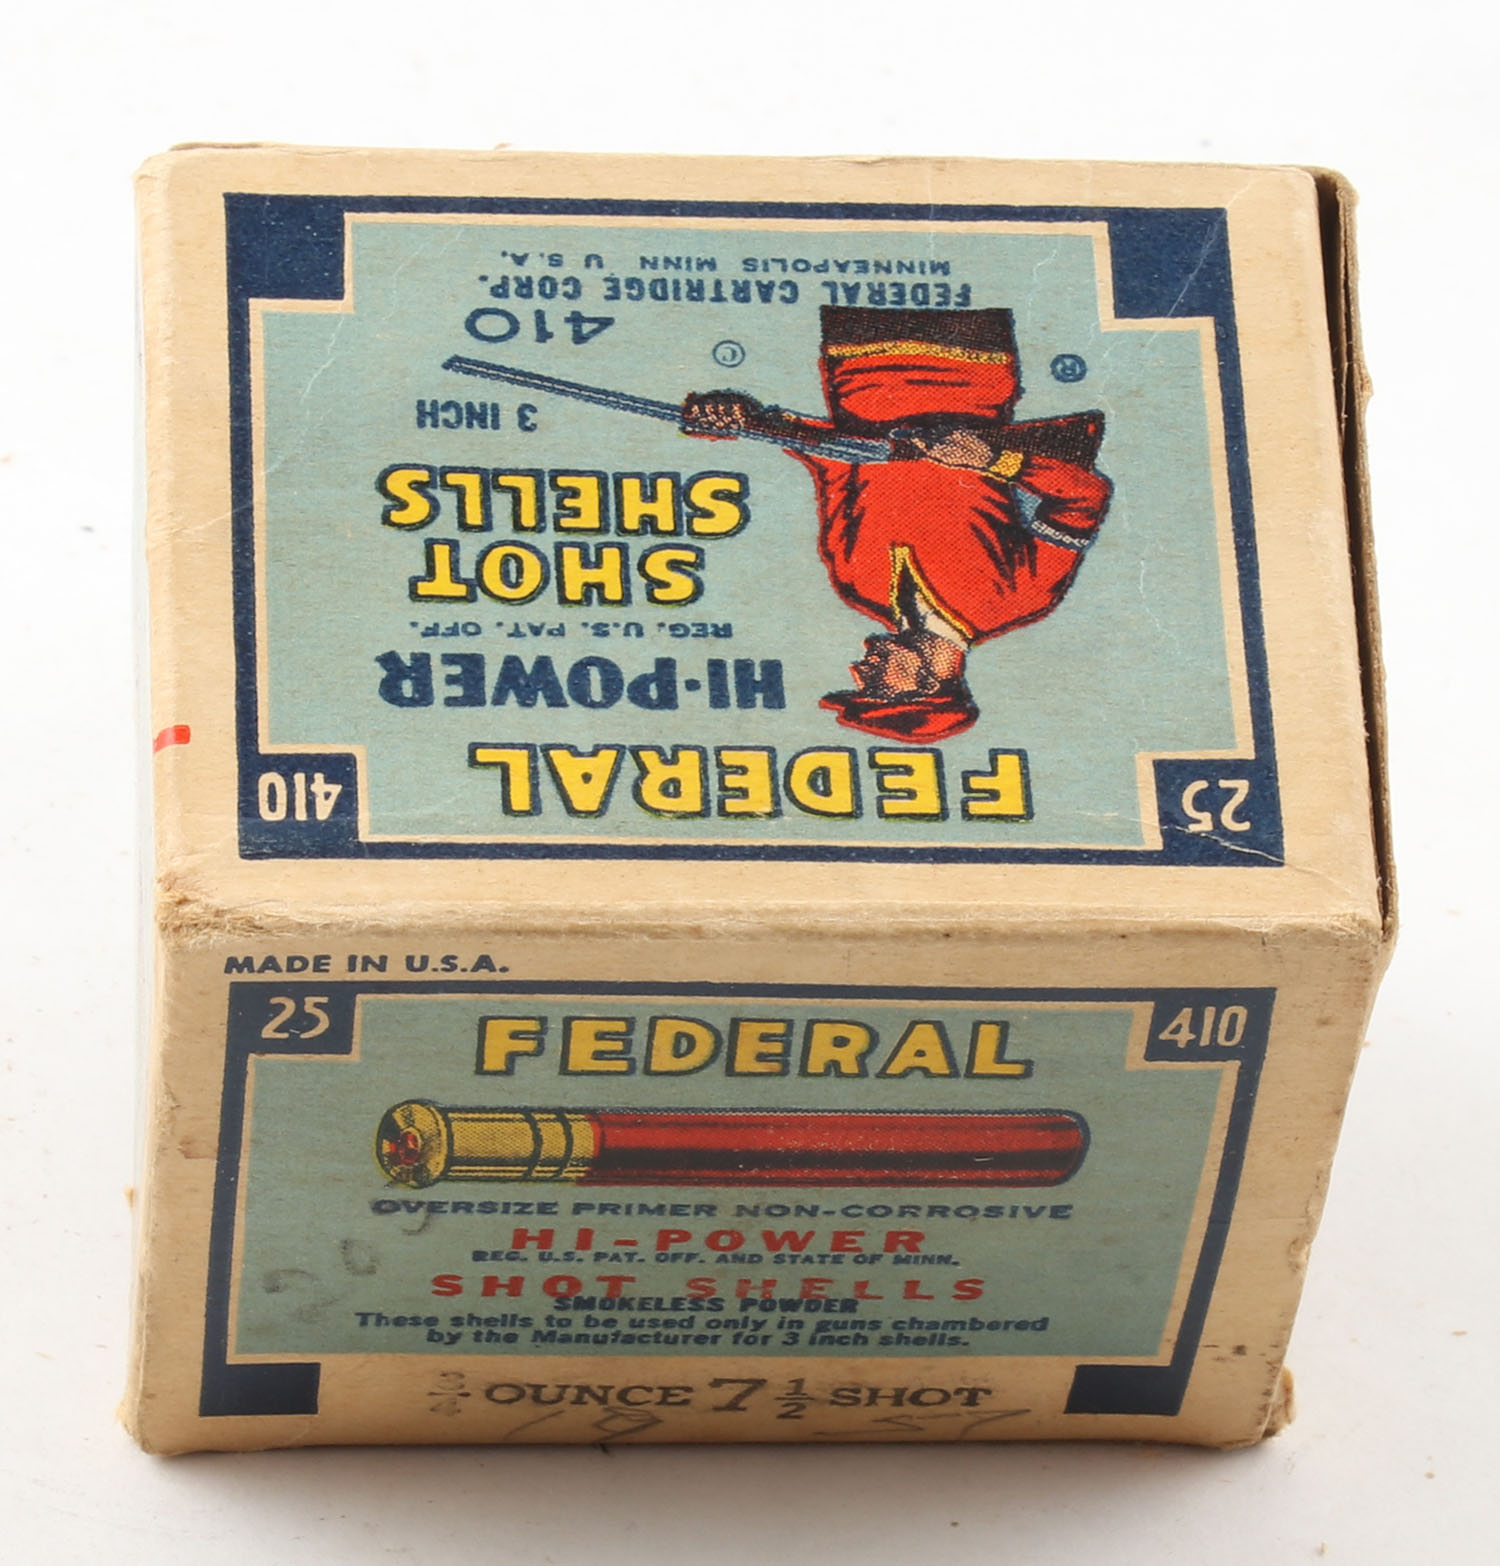 FEDERAL
410
25
HI-POWER
REG. U.S. PAT. OFF.
SHOT
SHELLS
3 INCH
410
©
®
FEDERAL CARTRIDGE CORP.
MINNEAPOLIS MINN U.S.A.
MADE IN U.S.A.
25
410
FEDERAL
OVERSIZE PRIMER NON-CORROSIVE
HI-POWER
REG. U.S. PAT. OFF. AND STATE OF MINN.
SHOT SHELLS
SMOKELESS POWDER
These shells to be used only in guns chambered
by the Manufacturer for 3 inch shells.
3/4 OUNCE 7 1/2 SHOT